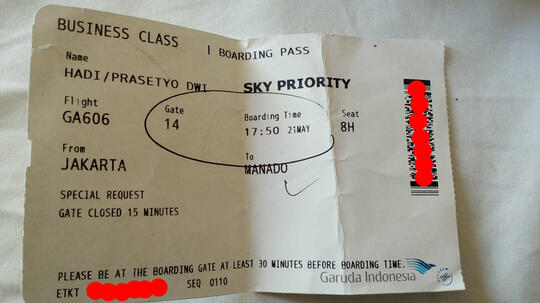 BUSINESS CLASS
| BOARDING PASS
Name
HADI/PRASETYO DWI SKY PRIORITY
Flight Gate Boarding Time Seat
GA606 14 17:50 21MAY 8H
From To
JAKARTA MANADO
SPECIAL REQUEST
GATE CLOSED 15 MINUTES
PLEASE BE AT THE BOARDING GATE AT LEAST 30 MINUTES BEFORE BOARDING TIME.
Garuda Indonesia
ETKT SEQ 0110